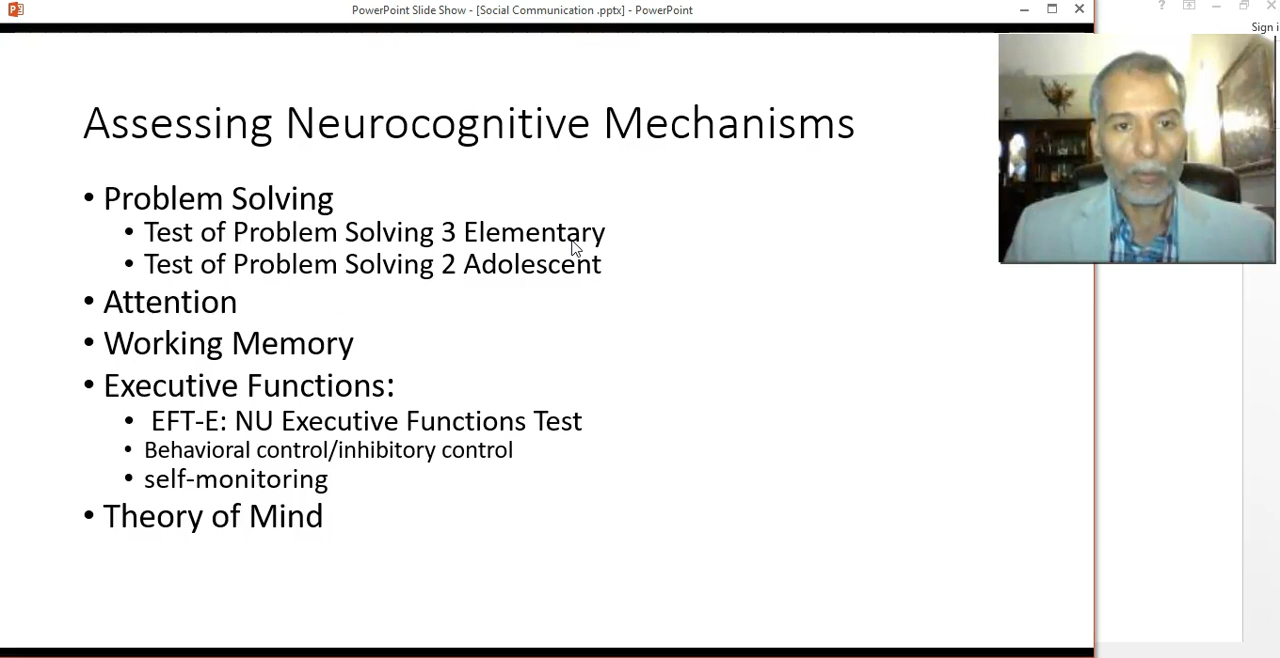 PowerPoint Slide Show - [Social Communication .pptx] - PowerPoint
Sign i
Assessing Neurocognitive Mechanisms
• Problem Solving
• Test of Problem Solving 3 Elementary
• Test of Problem Solving 2 Adolescent
• Attention
• Working Memory
• Executive Functions:
• EFT-E: NU Executive Functions Test
• Behavioral control/inhibitory control
• self-monitoring
• Theory of Mind